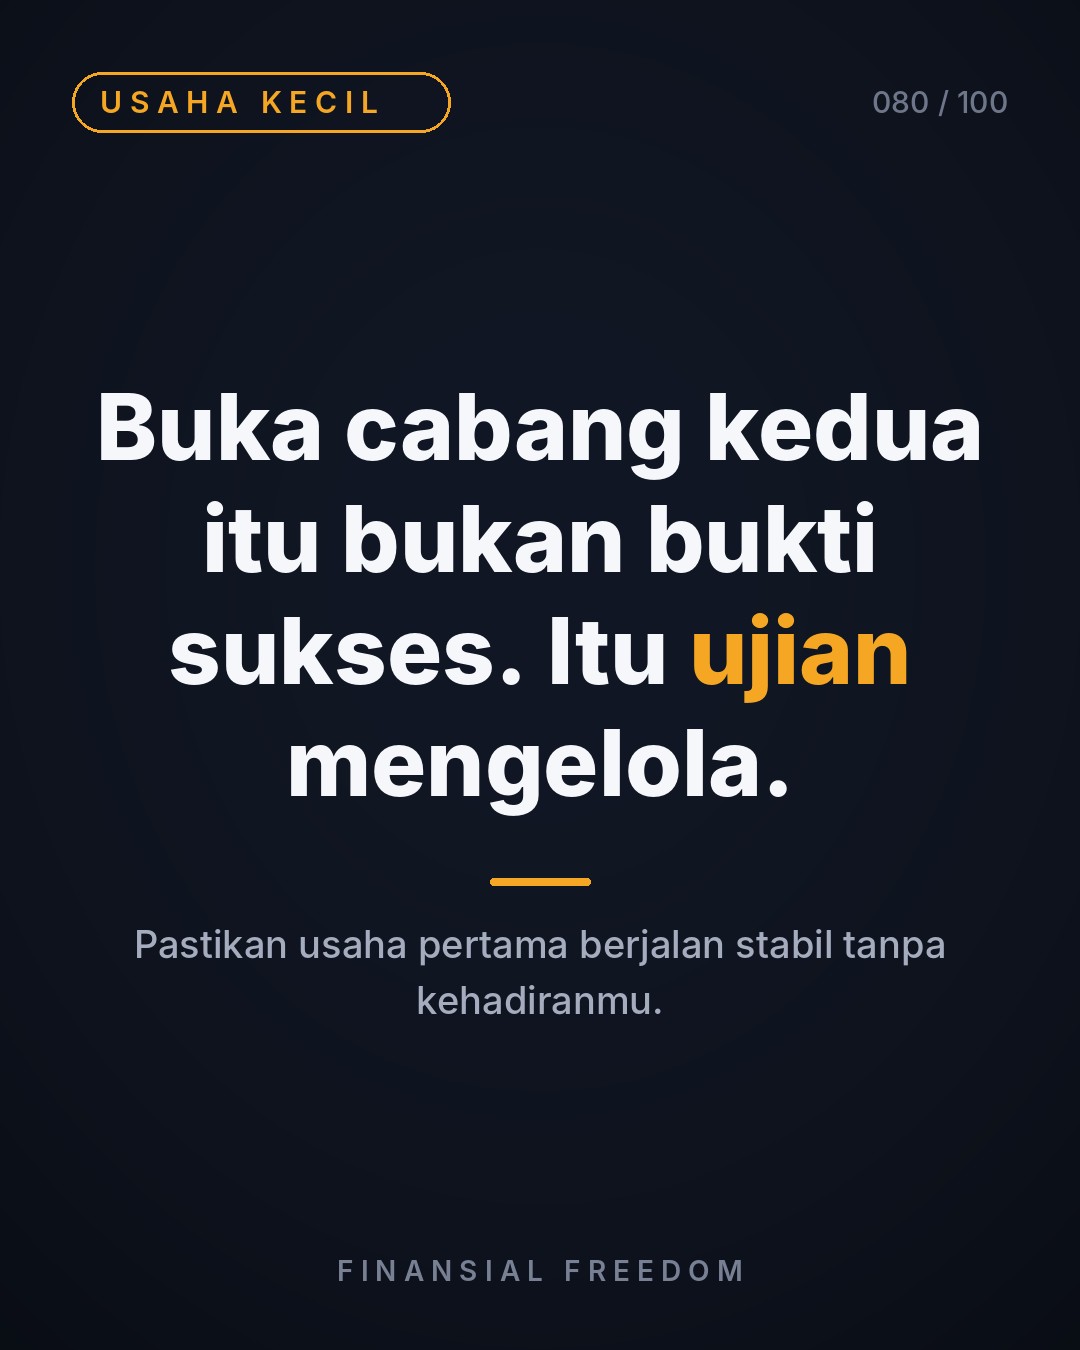 USAHA KECIL
080 / 100
Buka cabang kedua
itu bukan bukti
sukses. Itu ujian
mengelola.
Pastikan usaha pertama berjalan stabil tanpa
kehadiranmu.
FINANSIAL FREEDOM